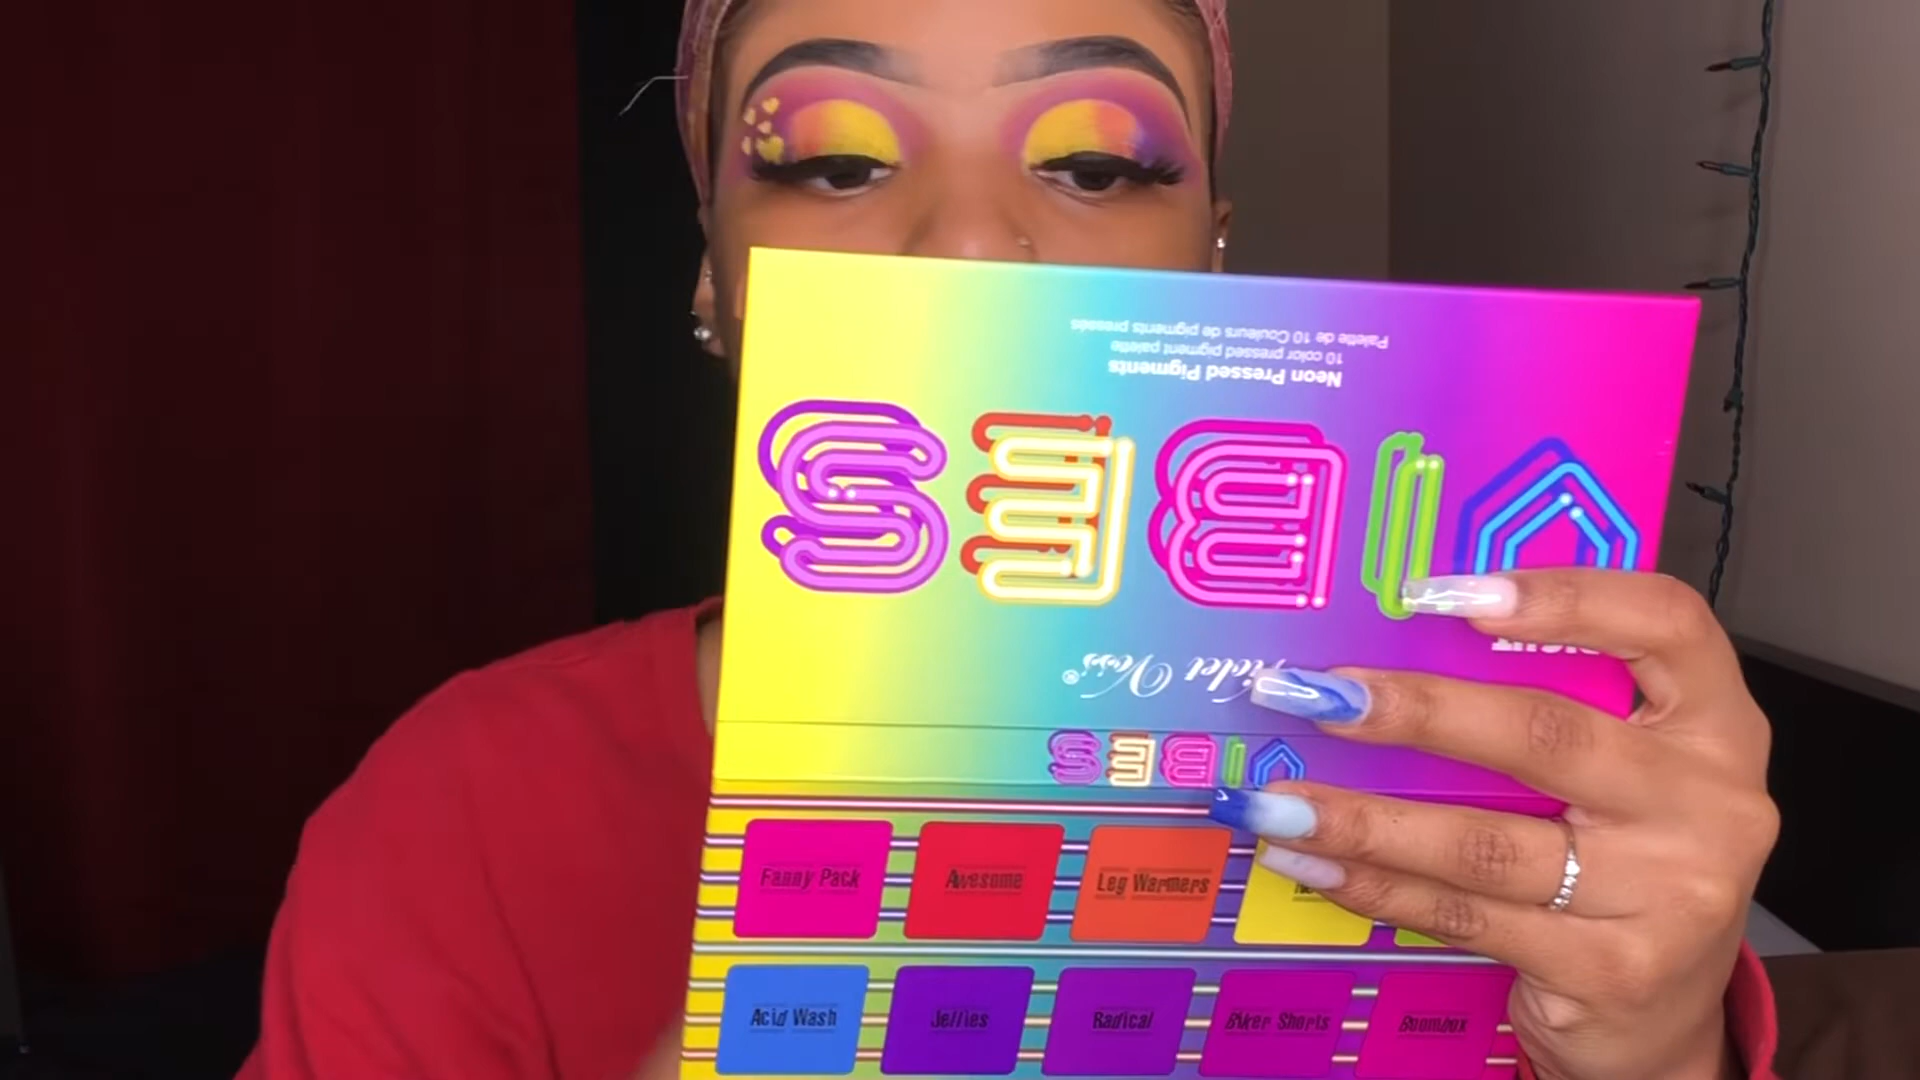 Violet Voss®
VIBES
Neon Pressed Pigments
10 color pressed pigment palette
Palette de 10 Couleurs de pigments pressés
VIBES
Fanny Pack
Awesome
Leg Warmers
Acid Wash
Jellies
Radical
Biker Shorts
Boombox